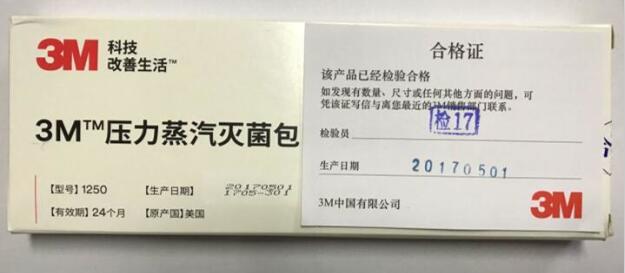 3M 科技
改善生活™
3M™压力蒸汽灭菌包
【型号】1250 【生产日期】 20170501
1705-301
【有效期】24个月 【原产国】美国
合格证
该产品已经检验合格
如发现有数量、尺寸或任何其他方面的问题，可
凭该证写信与离您最近的3M销售部门联系。
检验员 检17
生产日期 20170501
3M中国有限公司
3M